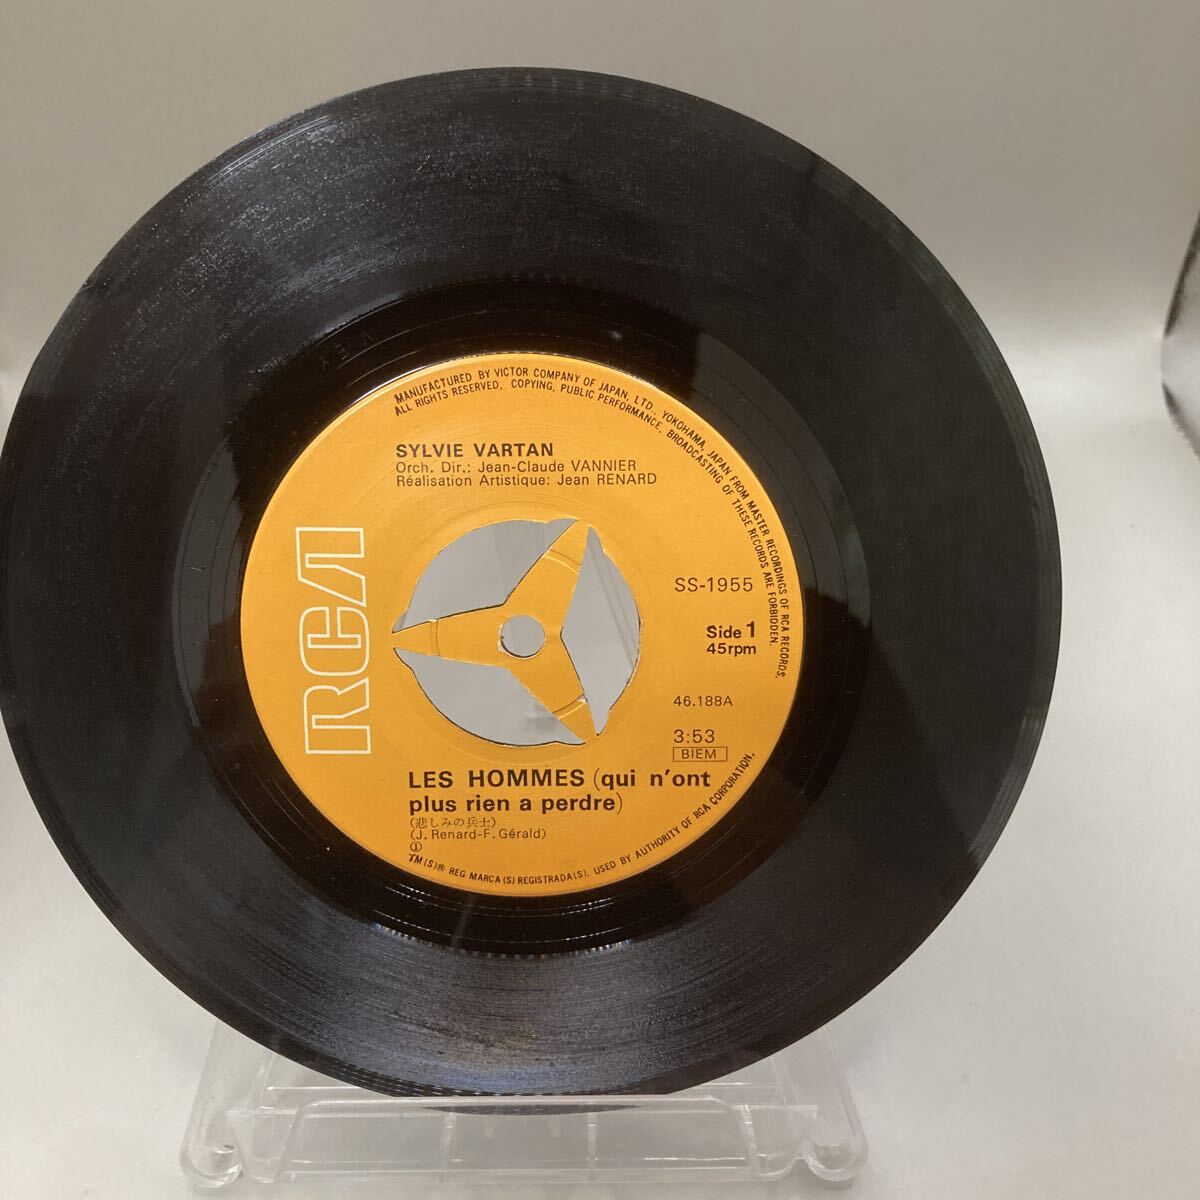 MANUFACTURED BY VICTOR COMPANY OF JAPAN, LTD., YOKOHAMA, JAPAN FROM MASTER RECORDINGS OF RCA RECORDS,
ALL RIGHTS RESERVED, COPYING, PUBLIC PERFORMANCE, BROADCASTING OF THESE RECORDS ARE FORBIDDEN.
SYLVIE VARTAN
Orch. Dir.: Jean-Claude VANNIER
Réalisation Artistique: Jean RENARD
RCA
SS-1955
Side 1
45rpm
46.188A
3:53
BIEM
LES HOMMES (qui n'ont
plus rien a perdre)
(悲しみの兵士)
(J. Renard-F. Gérald)
①
TM(S)® REG MARCA(S) REGISTRADA(S). USED BY AUTHORITY OF RCA CORPORATION.